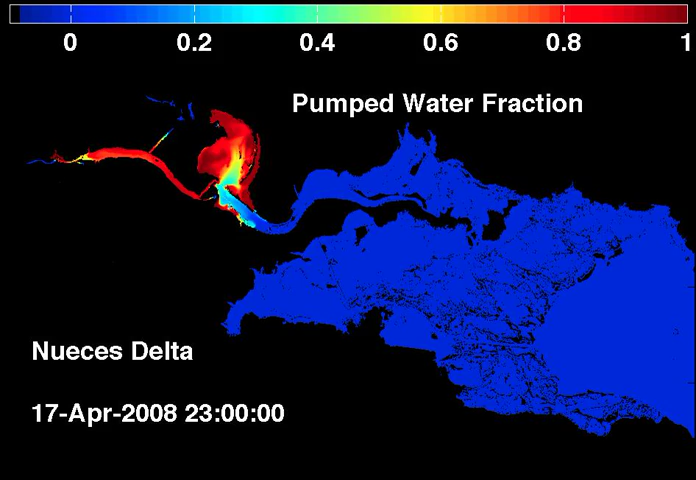 0 0.2 0.4 0.6 0.8 1
Pumped Water Fraction
Nueces Delta
17-Apr-2008 23:00:00